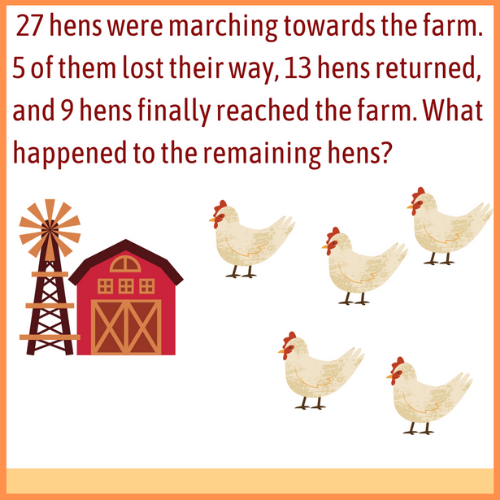 27 hens were marching towards the farm.
5 of them lost their way, 13 hens returned,
and 9 hens finally reached the farm. What
happened to the remaining hens?